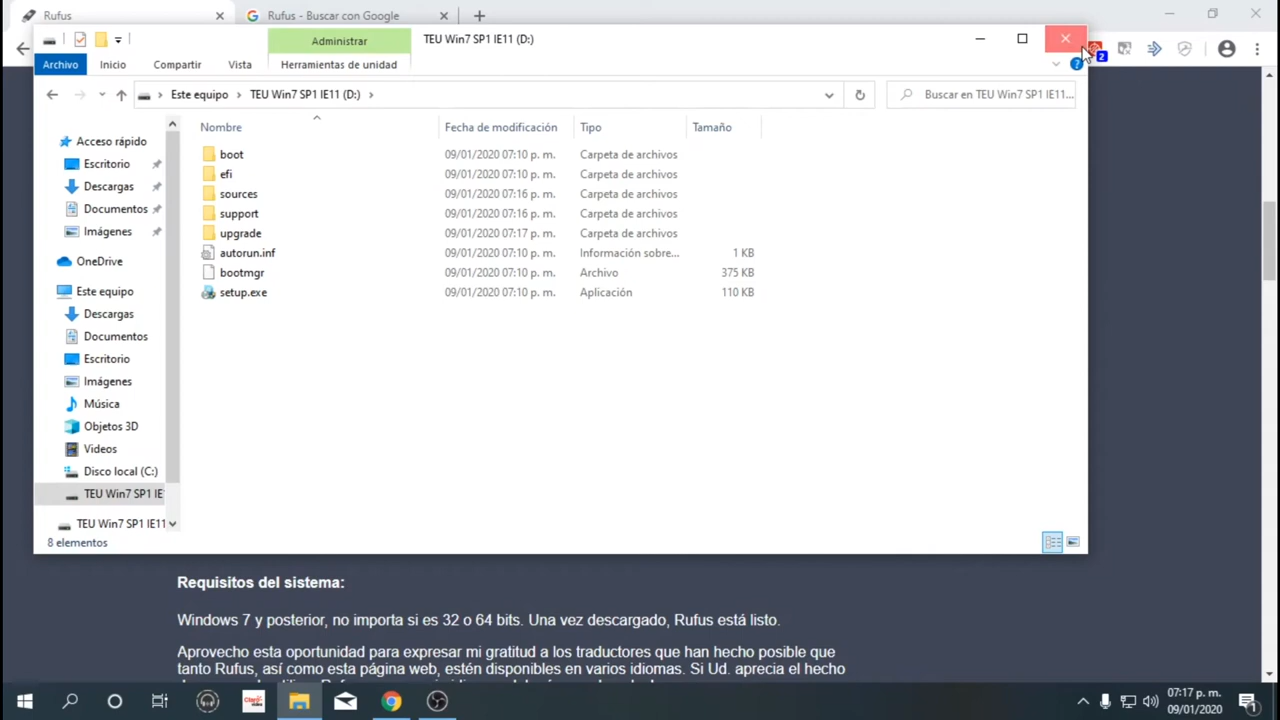 Rufus
Rufus - Buscar con Google
Administrar
TEU Win7 SP1 IE11 (D:)
Archivo
Inicio
Compartir
Vista
Herramientas de unidad
2
Este equipo
TEU Win7 SP1 IE11 (D:)
Buscar en TEU Win7 SP1 IE11...
Nombre
Fecha de modificación
Tipo
Tamaño
Acceso rápido
Escritorio
Descargas
Documentos
Imágenes
OneDrive
Este equipo
Descargas
Documentos
Escritorio
Imágenes
Música
Objetos 3D
Videos
Disco local (C:)
TEU Win7 SP1 IE
TEU Win7 SP1 IE11
boot 09/01/2020 07:10 p. m. Carpeta de archivos
efi 09/01/2020 07:10 p. m. Carpeta de archivos
sources 09/01/2020 07:16 p. m. Carpeta de archivos
support 09/01/2020 07:16 p. m. Carpeta de archivos
upgrade 09/01/2020 07:17 p. m. Carpeta de archivos
autorun.inf 09/01/2020 07:10 p. m. Información sobre... 1 KB
bootmgr 09/01/2020 07:10 p. m. Archivo 375 KB
setup.exe 09/01/2020 07:10 p. m. Aplicación 110 KB
8 elementos
Requisitos del sistema:
Windows 7 y posterior, no importa si es 32 o 64 bits. Una vez descargado, Rufus está listo.
Aprovecho esta oportunidad para expresar mi gratitud a los traductores que han hecho posible que
tanto Rufus, así como esta página web, estén disponibles en varios idiomas. Si Ud. aprecia el hecho
Claro
video
07:17 p. m.
09/01/2020
1